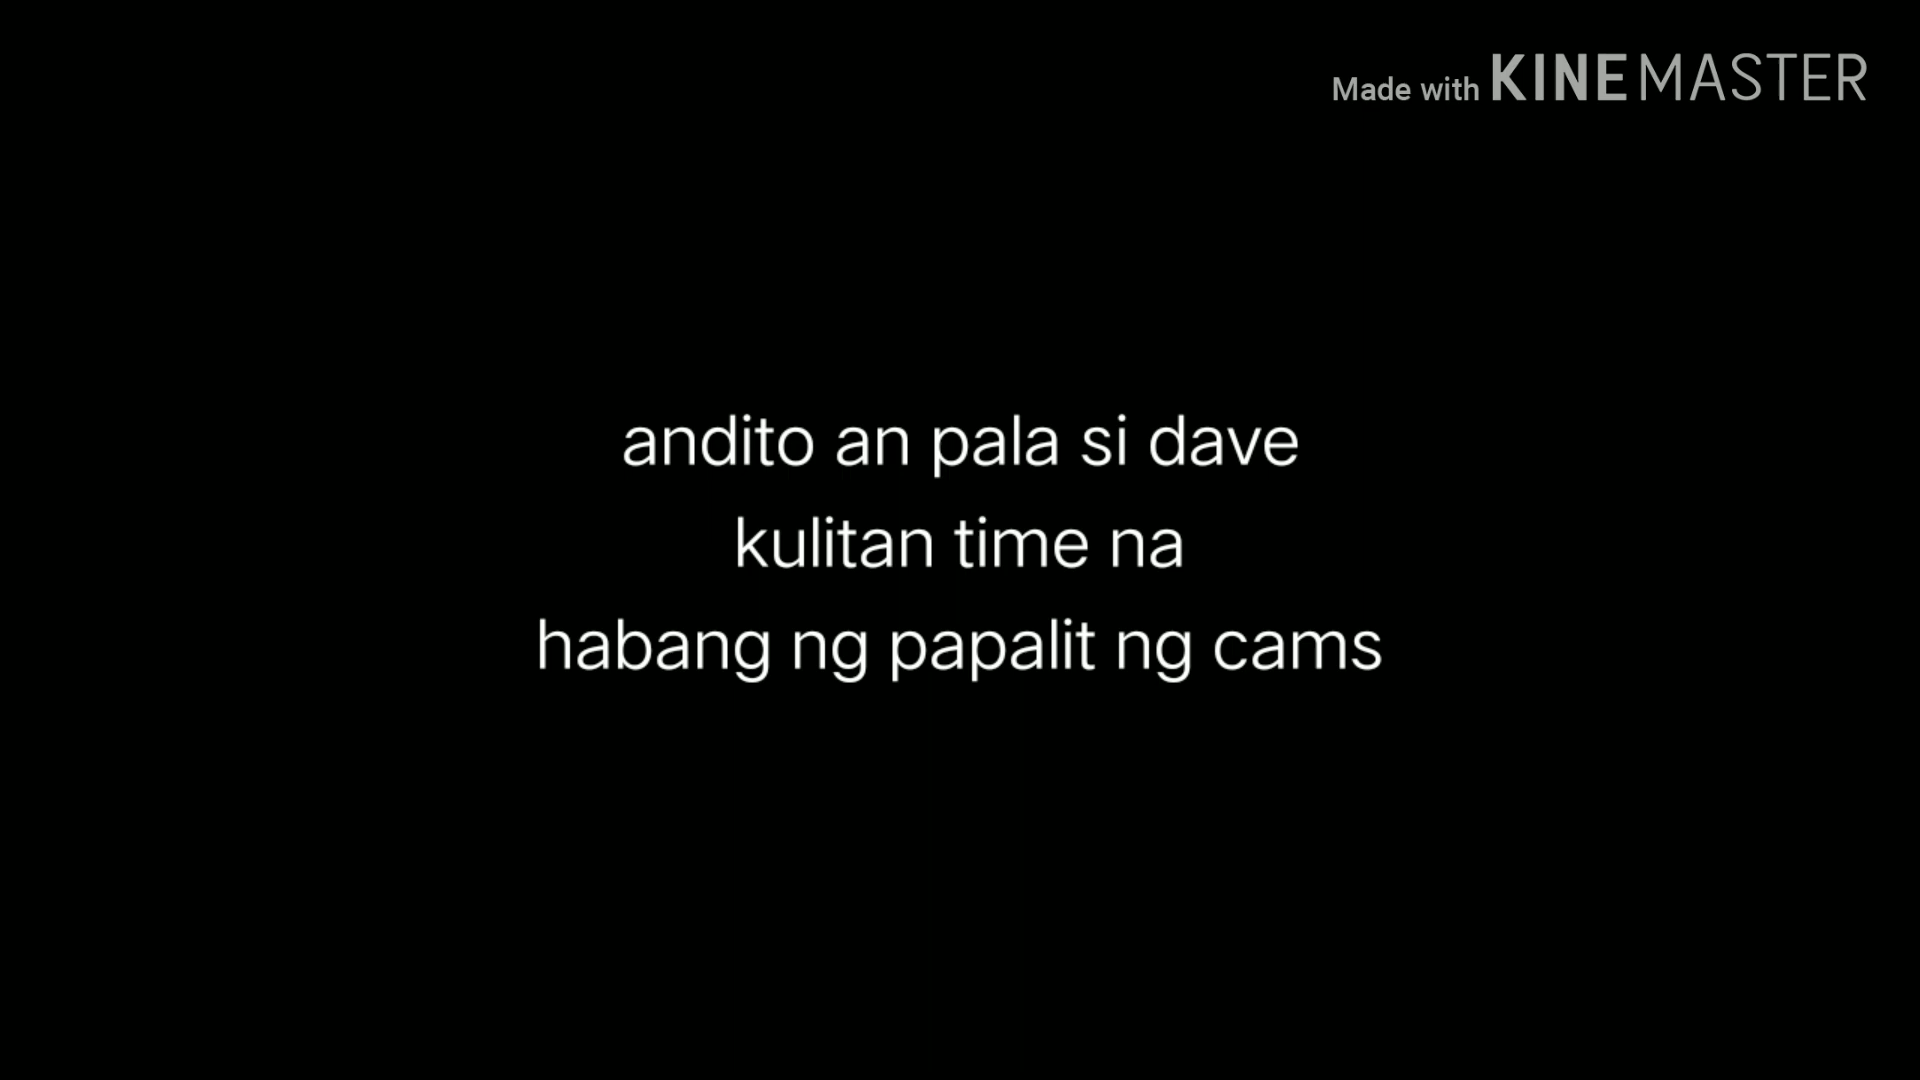 Made with KINEMASTER
andito an pala si dave
kulitan time na
habang ng papalit ng cams